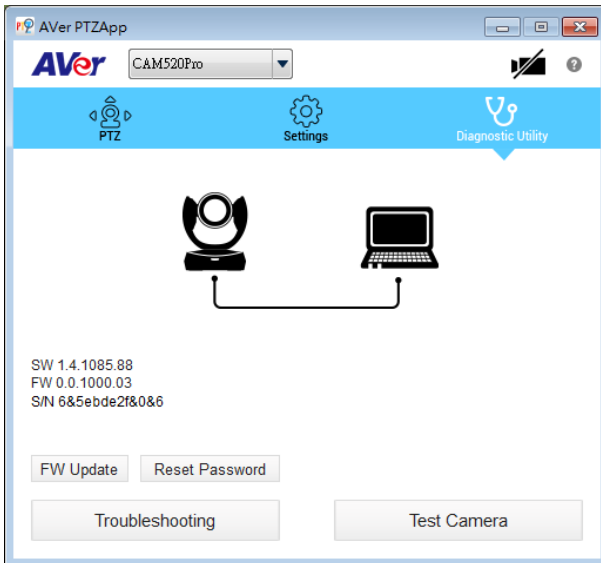 AVer PTZApp
AVer
CAM520Pro
PTZ
Settings
Diagnostic Utility
SW 1.4.1085.88
FW 0.0.1000.03
S/N 6&5ebde2f&0&6
FW Update
Reset Password
Troubleshooting
Test Camera